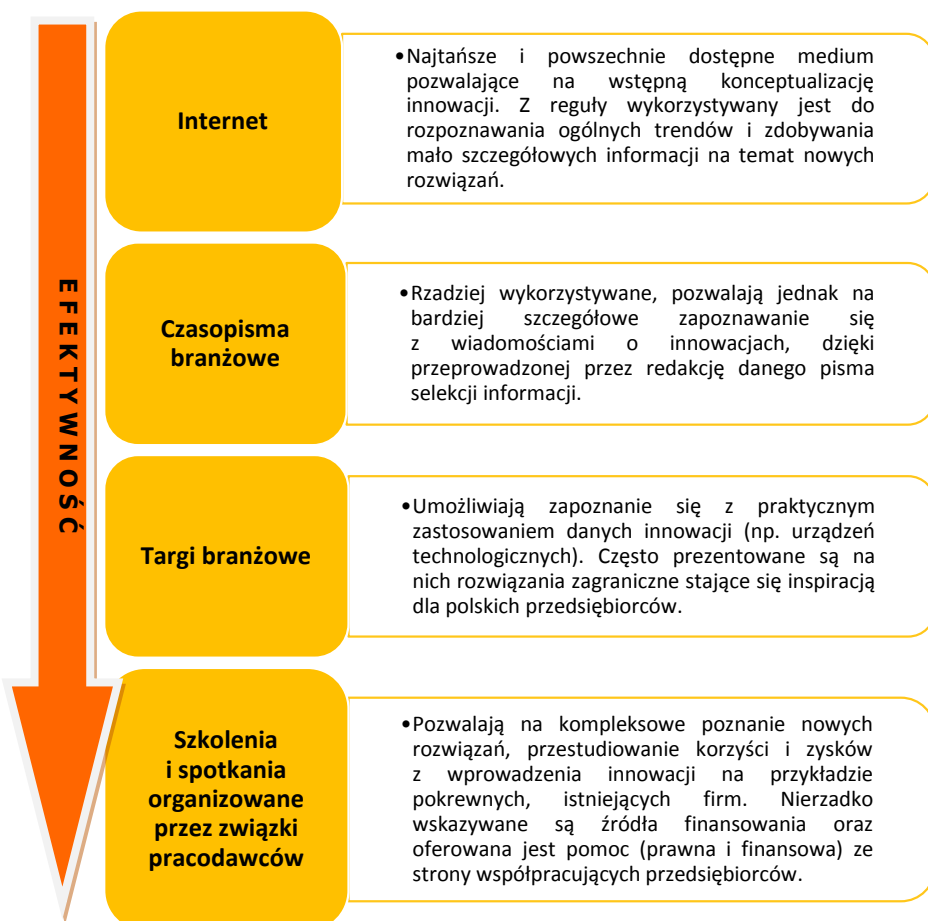 EFEKTYWNOŚĆ
Internet
•Najtańsze i powszechnie dostępne medium
pozwalające na wstępną konceptualizację
innowacji. Z reguły wykorzystywany jest do
rozpoznawania ogólnych trendów i zdobywania
mało szczegółowych informacji na temat nowych
rozwiązań.
Czasopisma
branżowe
•Rzadziej wykorzystywane, pozwalają jednak na
bardziej szczegółowe zapoznawanie się
z wiadomościami o innowacjach, dzięki
przeprowadzonej przez redakcję danego pisma
selekcji informacji.
Targi branżowe
•Umożliwiają zapoznanie się z praktycznym
zastosowaniem danych innowacji (np. urządzeń
technologicznych). Często prezentowane są na
nich rozwiązania zagraniczne stające się inspiracją
dla polskich przedsiębiorców.
Szkolenia
i spotkania
organizowane
przez związki
pracodawców
•Pozwalają na kompleksowe poznanie nowych
rozwiązań, przestudiowanie korzyści i zysków
z wprowadzenia innowacji na przykładzie
pokrewnych, istniejących firm. Nierzadko
wskazywane są źródła finansowania oraz
oferowana jest pomoc (prawna i finansowa) ze
strony współpracujących przedsiębiorców.